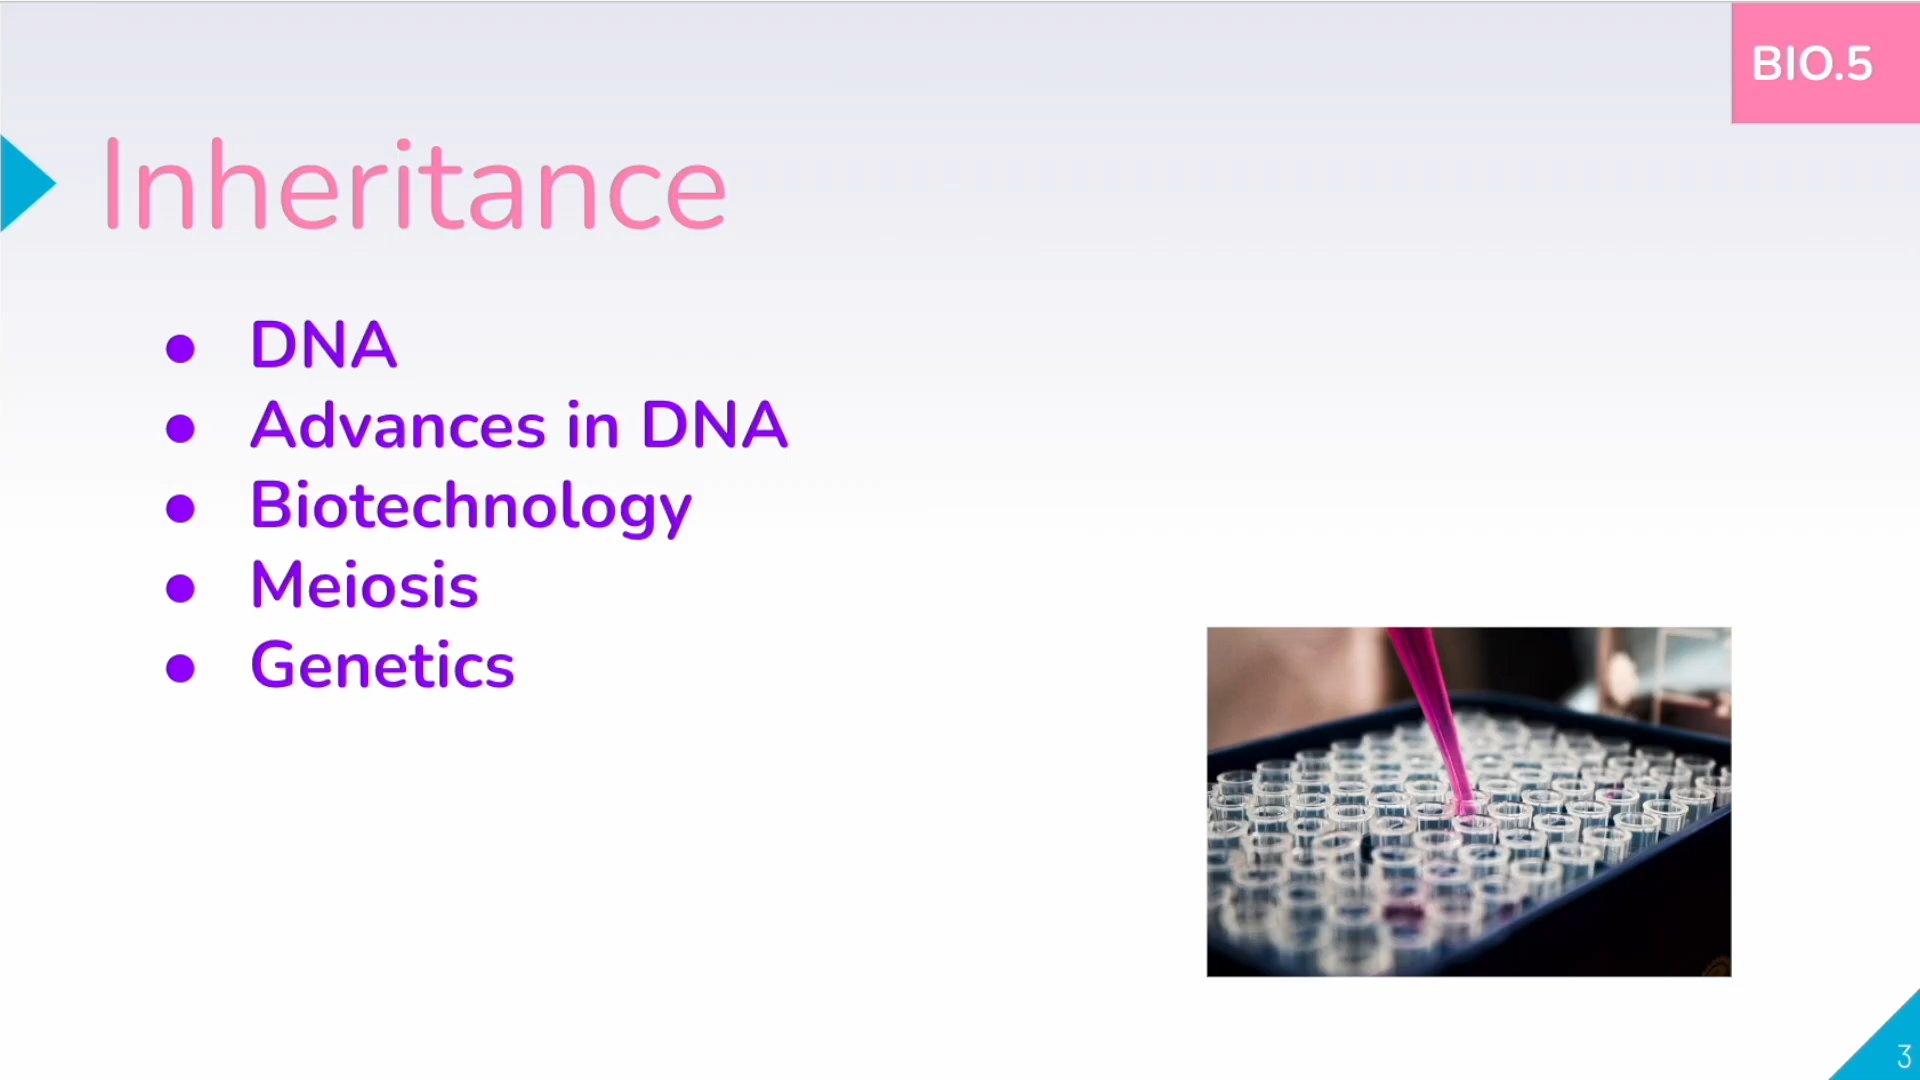 BIO.5
Inheritance
● DNA
● Advances in DNA
● Biotechnology
● Meiosis
● Genetics
3